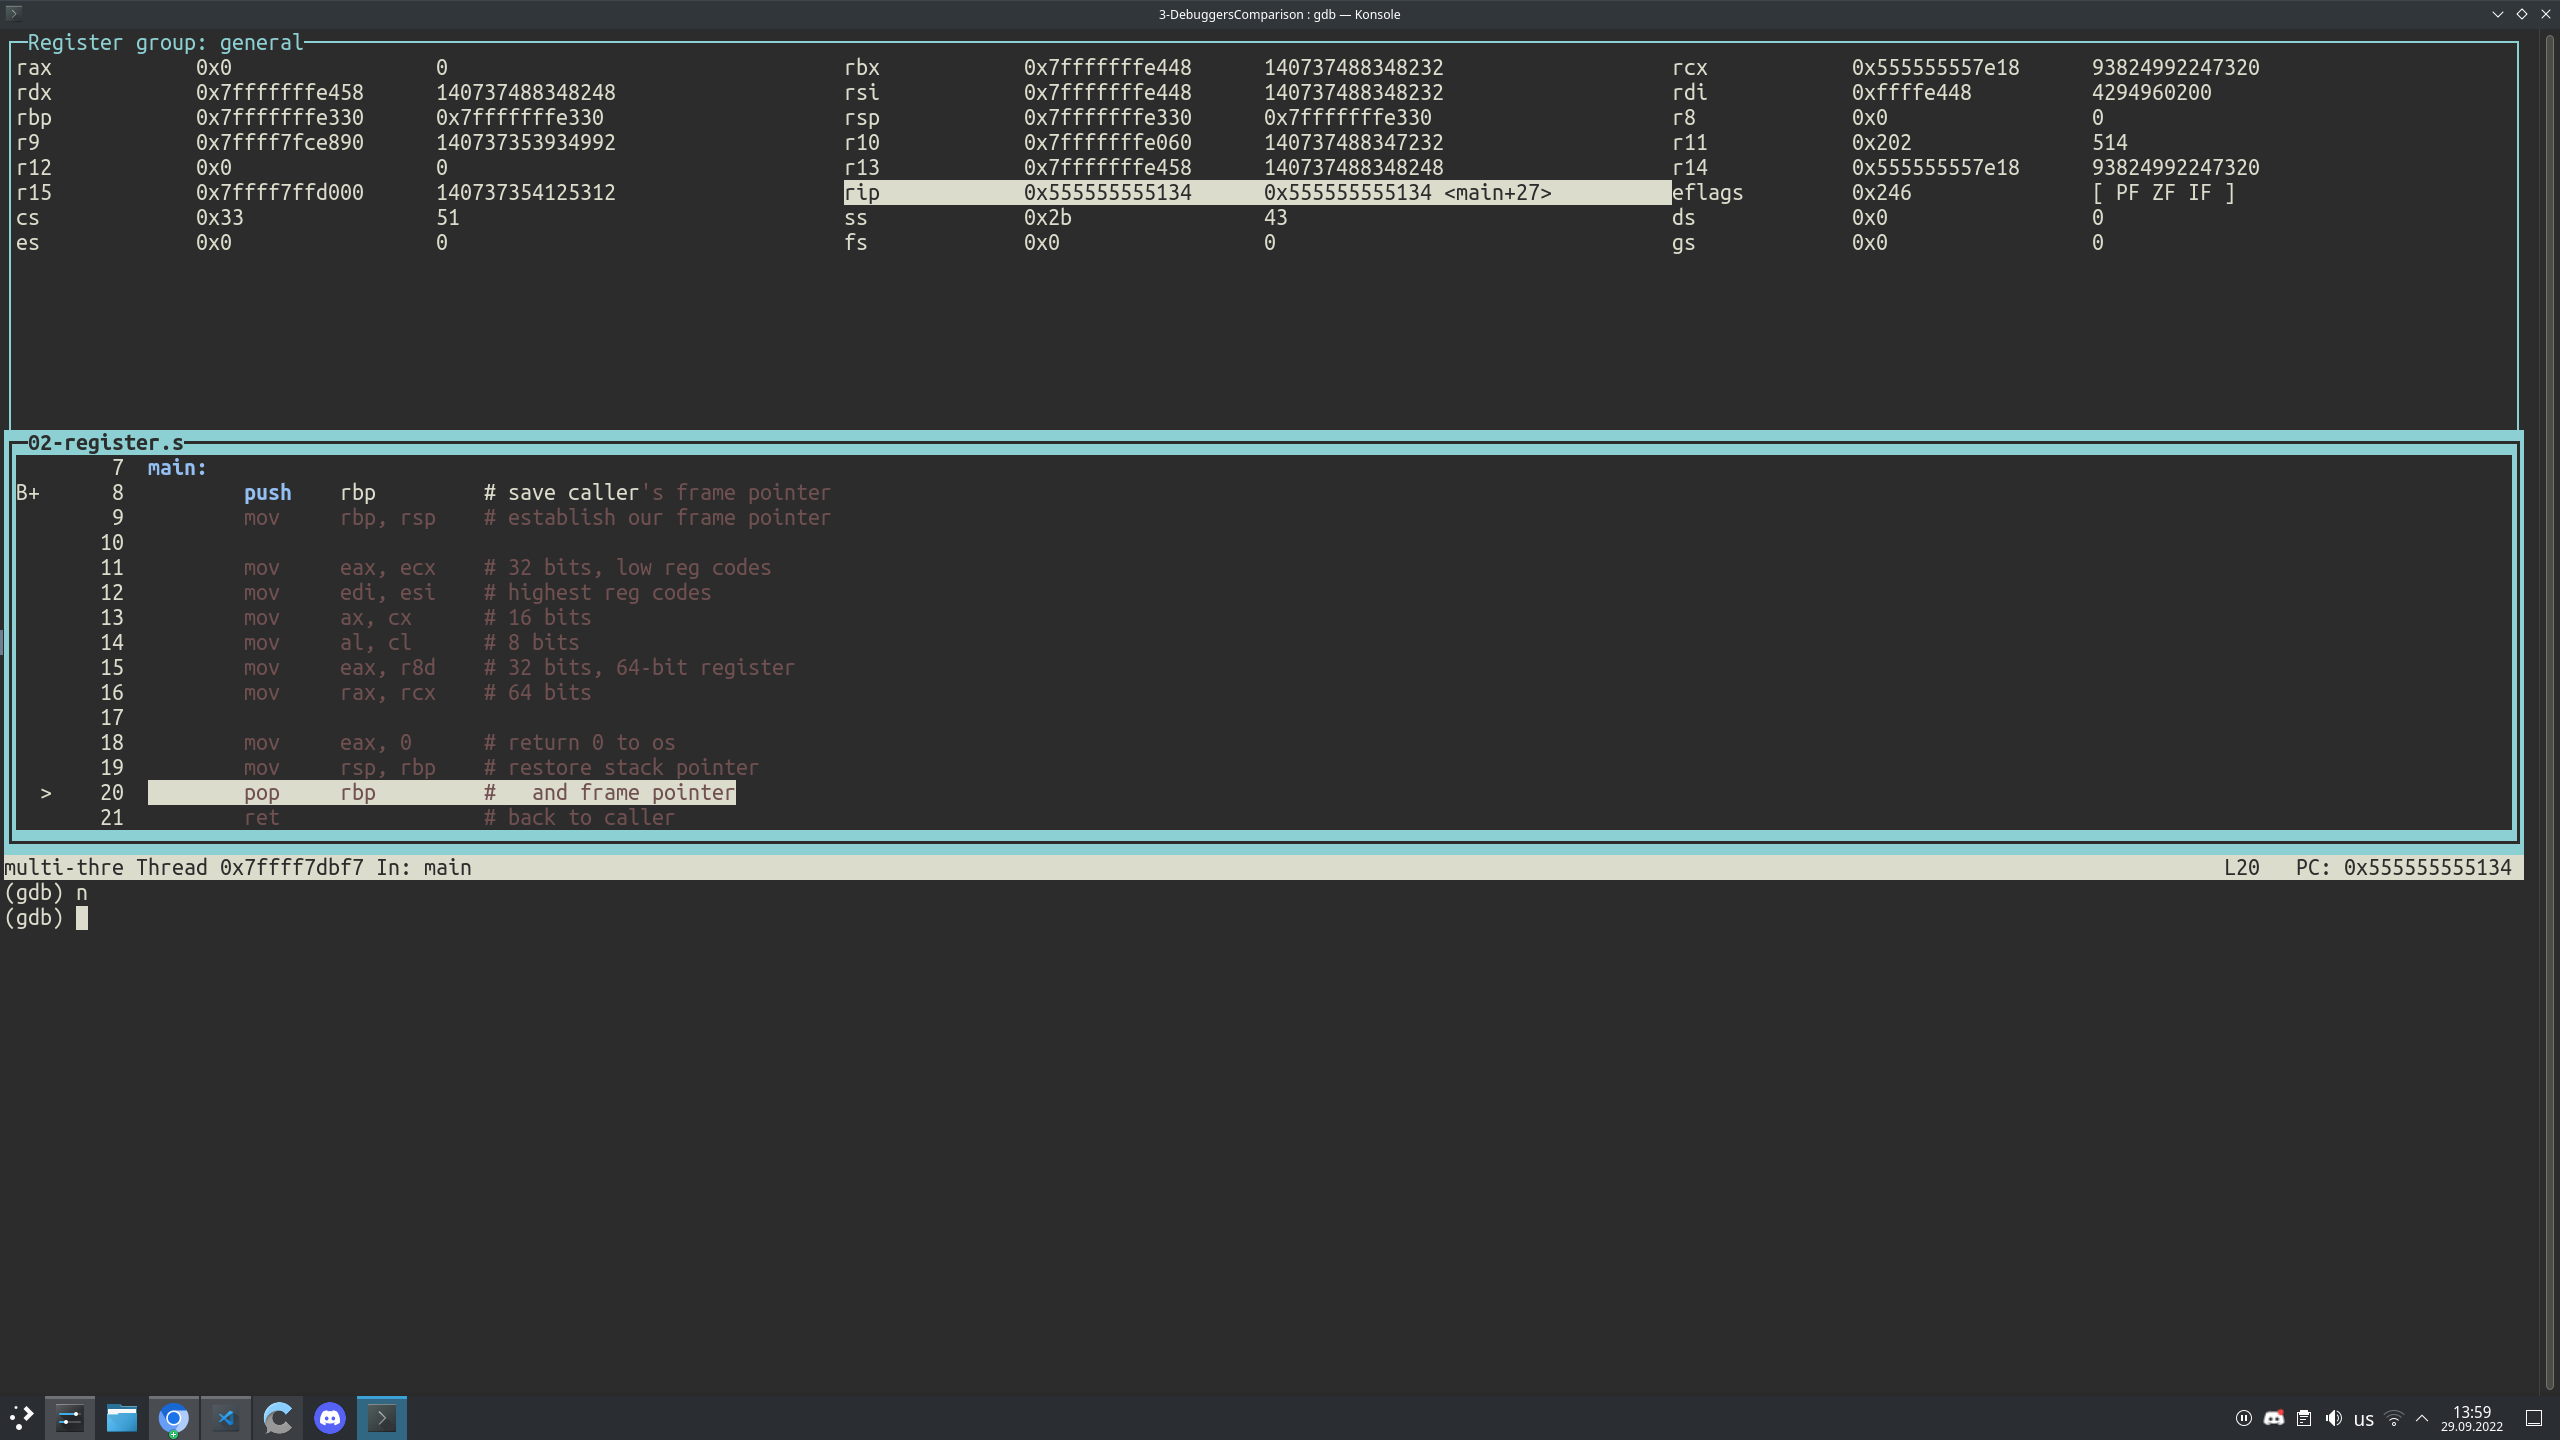 3-DebuggersComparison : gdb — Konsole
Register group: general
rax 0x0 0 rbx 0x7fffffffe448 140737488348232 rcx 0x555555557e18 93824992247320
rdx 0x7fffffffe458 140737488348248 rsi 0x7fffffffe448 140737488348232 rdi 0xffffe448 4294960200
rbp 0x7fffffffe330 0x7fffffffe330 rsp 0x7fffffffe330 0x7fffffffe330 r8 0x0 0
r9 0x7ffff7fce890 140737353934992 r10 0x7fffffffe060 140737488347232 r11 0x202 514
r12 0x0 0 r13 0x7fffffffe458 140737488348248 r14 0x555555557e18 93824992247320
r15 0x7ffff7ffd000 140737354125312 rip 0x555555555134 0x555555555134 <main+27> eflags 0x246 [ PF ZF IF ]
cs 0x33 51 ss 0x2b 43 ds 0x0 0
es 0x0 0 fs 0x0 0 gs 0x0 0
02-register.s
7 main:
B+ 8 push rbp # save caller's frame pointer
9 mov rbp, rsp # establish our frame pointer
10
11 mov eax, ecx # 32 bits, low reg codes
12 mov edi, esi # highest reg codes
13 mov ax, cx # 16 bits
14 mov al, cl # 8 bits
15 mov eax, r8d # 32 bits, 64-bit register
16 mov rax, rcx # 64 bits
17
18 mov eax, 0 # return 0 to os
19 mov rsp, rbp # restore stack pointer
> 20 pop rbp # and frame pointer
21 ret # back to caller
multi-thre Thread 0x7ffff7dbf7 In: main L20 PC: 0x555555555134
(gdb) n
(gdb)
us 13:59
29.09.2022